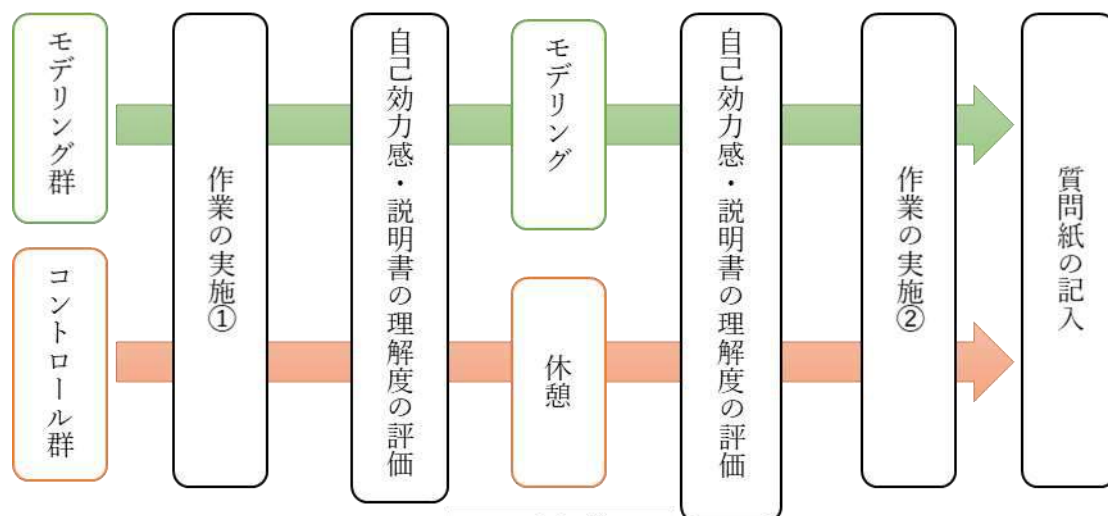 モデリング群
コントロール群
作業の実施①
自己効力感・説明書の理解度の評価
モデリング
休憩
自己効力感・説明書の理解度の評価
作業の実施②
質問紙の記入